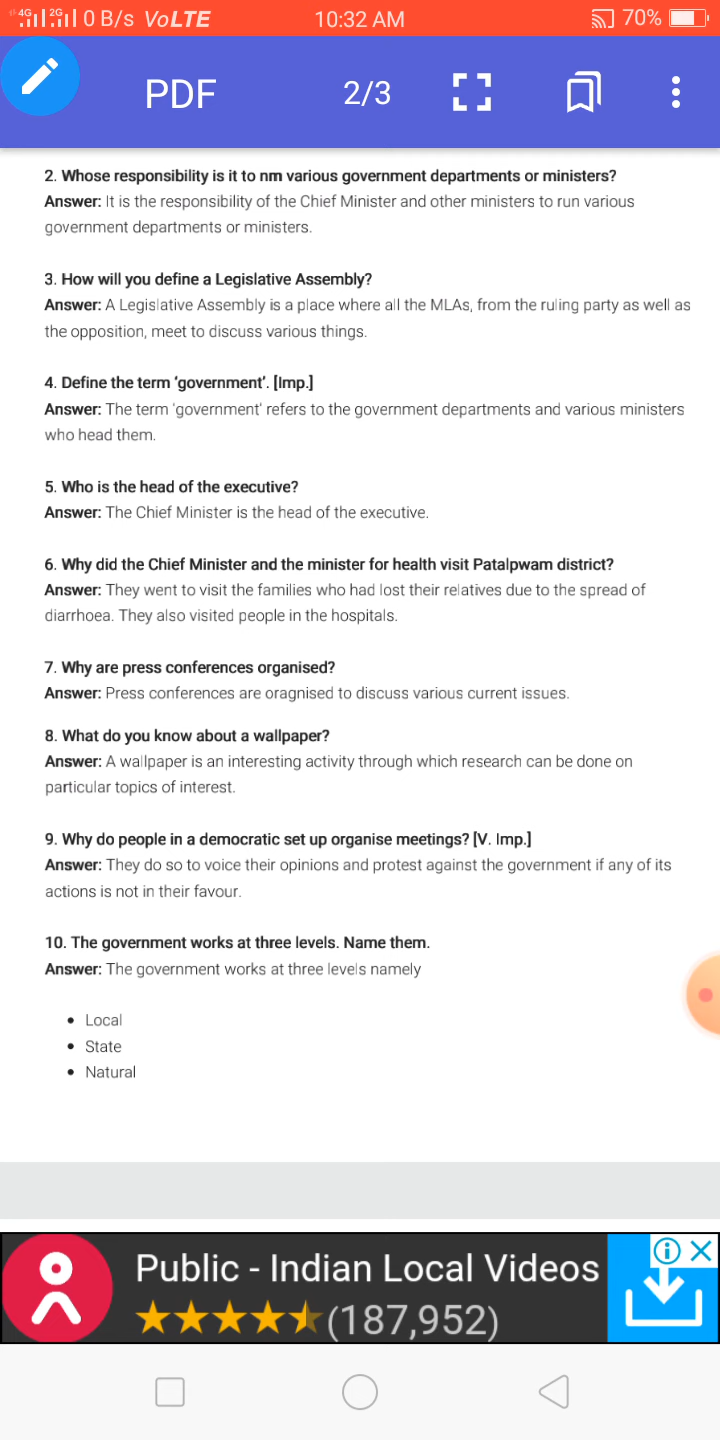 4G 2G 0 B/s VoLTE 10:32 AM 70%
PDF 2/3
2. Whose responsibility is it to nm various government departments or ministers?
Answer: It is the responsibility of the Chief Minister and other ministers to run various
government departments or ministers.
3. How will you define a Legislative Assembly?
Answer: A Legislative Assembly is a place where all the MLAs, from the ruling party as well as
the opposition, meet to discuss various things.
4. Define the term ‘government’. [Imp.]
Answer: The term ‘government’ refers to the government departments and various ministers
who head them.
5. Who is the head of the executive?
Answer: The Chief Minister is the head of the executive.
6. Why did the Chief Minister and the minister for health visit Patalpwam district?
Answer: They went to visit the families who had lost their relatives due to the spread of
diarrhoea. They also visited people in the hospitals.
7. Why are press conferences organised?
Answer: Press conferences are oragnised to discuss various current issues.
8. What do you know about a wallpaper?
Answer: A wallpaper is an interesting activity through which research can be done on
particular topics of interest.
9. Why do people in a democratic set up organise meetings? [V. Imp.]
Answer: They do so to voice their opinions and protest against the government if any of its
actions is not in their favour.
10. The government works at three levels. Name them.
Answer: The government works at three levels namely
• Local
• State
• Natural
Public - Indian Local Videos
(187,952)